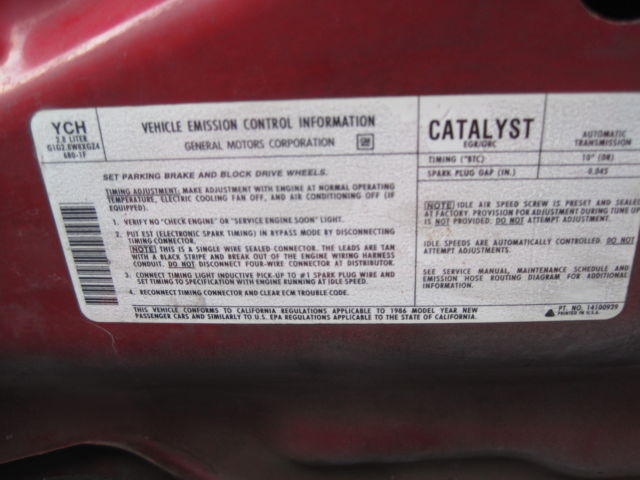 YCH
2.8 LITER
G1G2.8W8XGZ4
6B0-1F
VEHICLE EMISSION CONTROL INFORMATION
GENERAL MOTORS CORPORATION GM
CATALYST
EGR/ORC
AUTOMATIC
TRANSMISSION
TIMING (°BTC) 10° (DR)
SPARK PLUG GAP (IN.) 0.045
SET PARKING BRAKE AND BLOCK DRIVE WHEELS.
TIMING ADJUSTMENT: MAKE ADJUSTMENT WITH ENGINE AT NORMAL OPERATING
TEMPERATURE, ELECTRIC COOLING FAN OFF, AND AIR CONDITIONING OFF (IF
EQUIPPED).
1. VERIFY NO "CHECK ENGINE" OR "SERVICE ENGINE SOON" LIGHT.
2. PUT EST (ELECTRONIC SPARK TIMING) IN BYPASS MODE BY DISCONNECTING
TIMING CONNECTOR.
NOTE: THIS IS A SINGLE WIRE SEALED CONNECTOR. THE LEADS ARE TAN
WITH A BLACK STRIPE AND BREAK OUT OF THE ENGINE WIRING HARNESS
CONDUIT. DO NOT DISCONNECT FOUR-WIRE CONNECTOR AT DISTRIBUTOR.
3. CONNECT TIMING LIGHT INDUCTIVE PICK-UP TO #1 SPARK PLUG WIRE AND
SET TIMING TO SPECIFICATION WITH ENGINE RUNNING AT IDLE SPEED.
4. RECONNECT TIMING CONNECTOR AND CLEAR ECM TROUBLE CODE.
NOTE: IDLE AIR SPEED SCREW IS PRESET AND SEALED
AT FACTORY. PROVISION FOR ADJUSTMENT DURING TUNE UP
IS NOT PROVIDED. DO NOT ATTEMPT ADJUSTMENT.
IDLE SPEEDS ARE AUTOMATICALLY CONTROLLED. DO NOT
ATTEMPT ADJUSTMENT.
SEE SERVICE MANUAL, MAINTENANCE SCHEDULE AND
EMISSION HOSE ROUTING DIAGRAM FOR ADDITIONAL
INFORMATION.
THIS VEHICLE CONFORMS TO CALIFORNIA REGULATIONS APPLICABLE TO 1986 MODEL YEAR NEW
PASSENGER CARS AND SIMILARLY TO U.S. EPA REGULATIONS APPLICABLE TO THE STATE OF CALIFORNIA.
PT. NO. 14100929
PRINTED IN U.S.A.